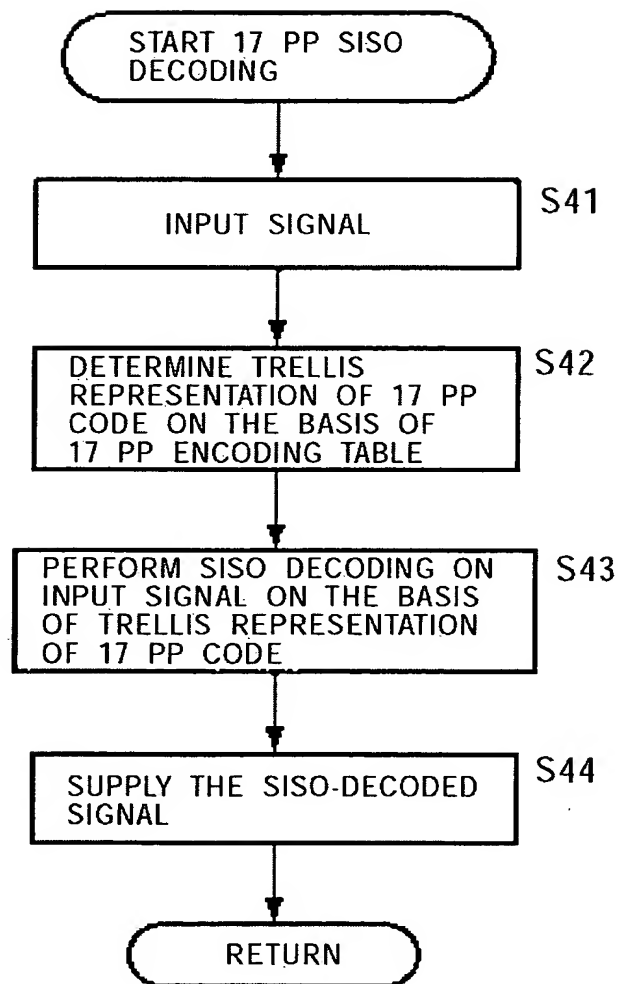 START 17 PP SISO
DECODING
INPUT SIGNAL
S41
DETERMINE TRELLIS
REPRESENTATION OF 17 PP
CODE ON THE BASIS OF
17 PP ENCODING TABLE
S42
PERFORM SISO DECODING ON
INPUT SIGNAL ON THE BASIS
OF TRELLIS REPRESENTATION
OF 17 PP CODE
S43
SUPPLY THE SISO-DECODED
SIGNAL
S44
RETURN